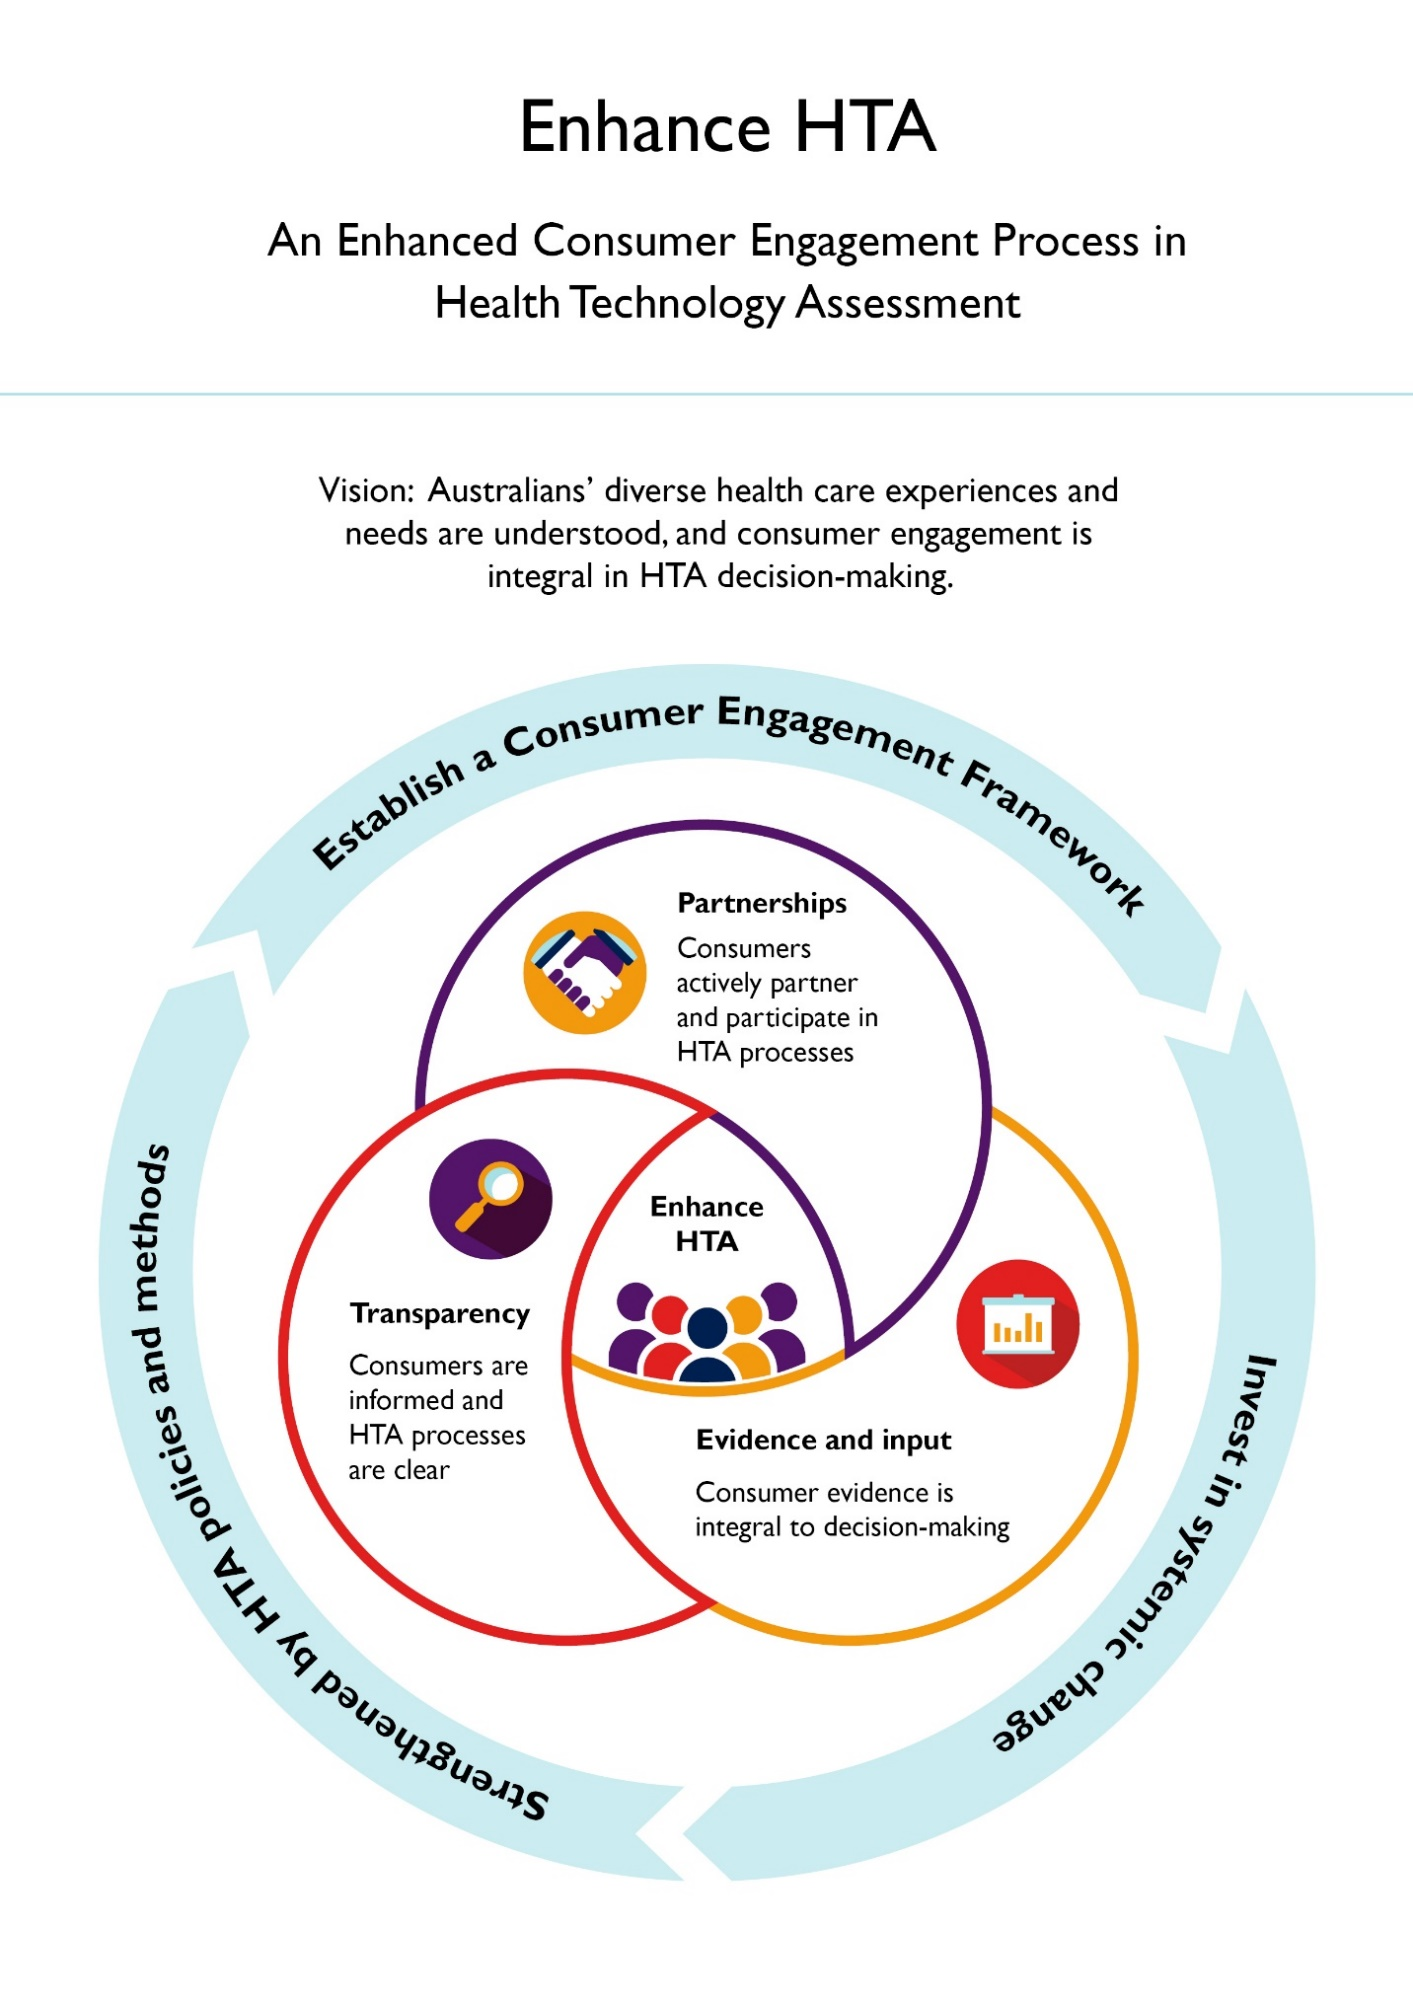 Enhance HTA
An Enhanced Consumer Engagement Process in
Health Technology Assessment
Vision: Australians’ diverse health care experiences and
needs are understood, and consumer engagement is
integral in HTA decision-making.
Establish a Consumer Engagement Framework
Partnerships
Consumers
actively partner
and participate in
HTA processes
Enhance
HTA
Transparency
Consumers are
informed and
HTA processes
are clear
Evidence and input
Consumer evidence is
integral to decision-making
Invest in systemic change
Strengthened by HTA policies and methods